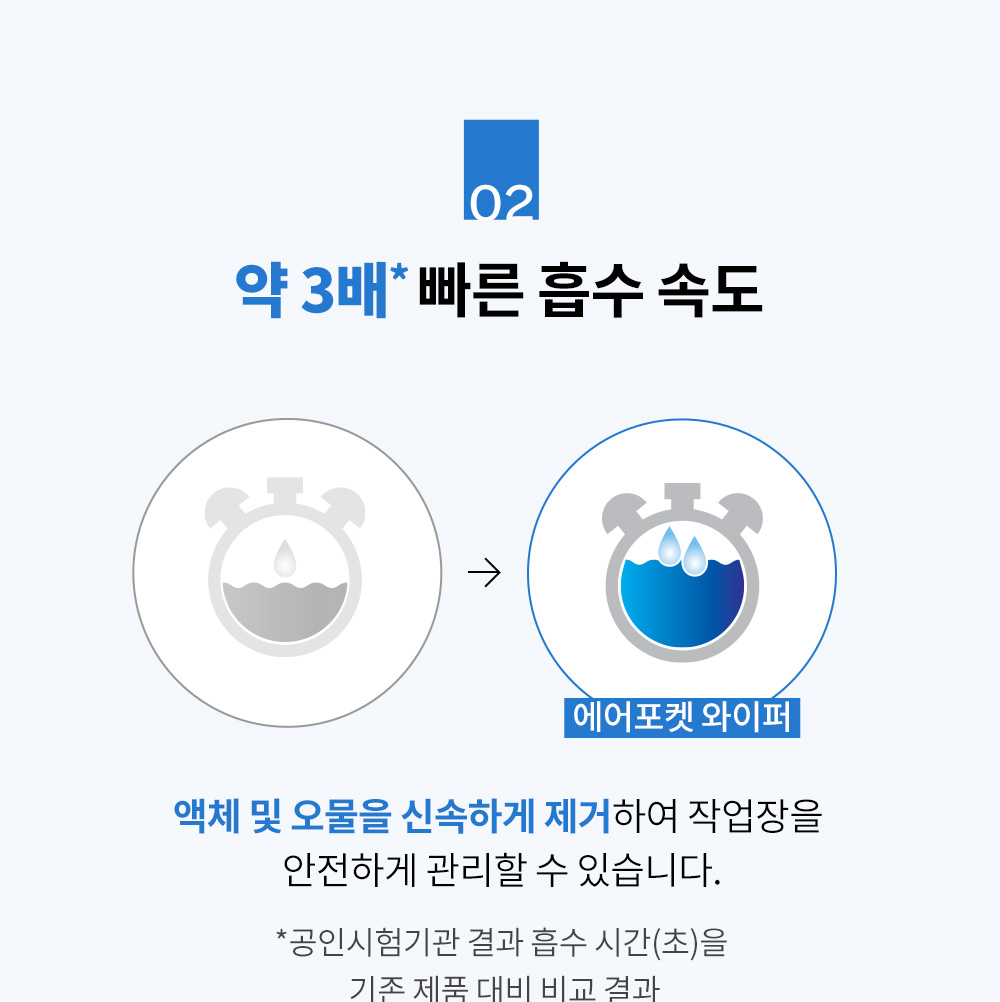 02
약 3배* 빠른 흡수 속도
에어포켓 와이퍼
액체 및 오물을 신속하게 제거하여 작업장을
안전하게 관리할 수 있습니다.
*공인시험기관 결과 흡수 시간(초)을
기존 제품 대비 비교 결과